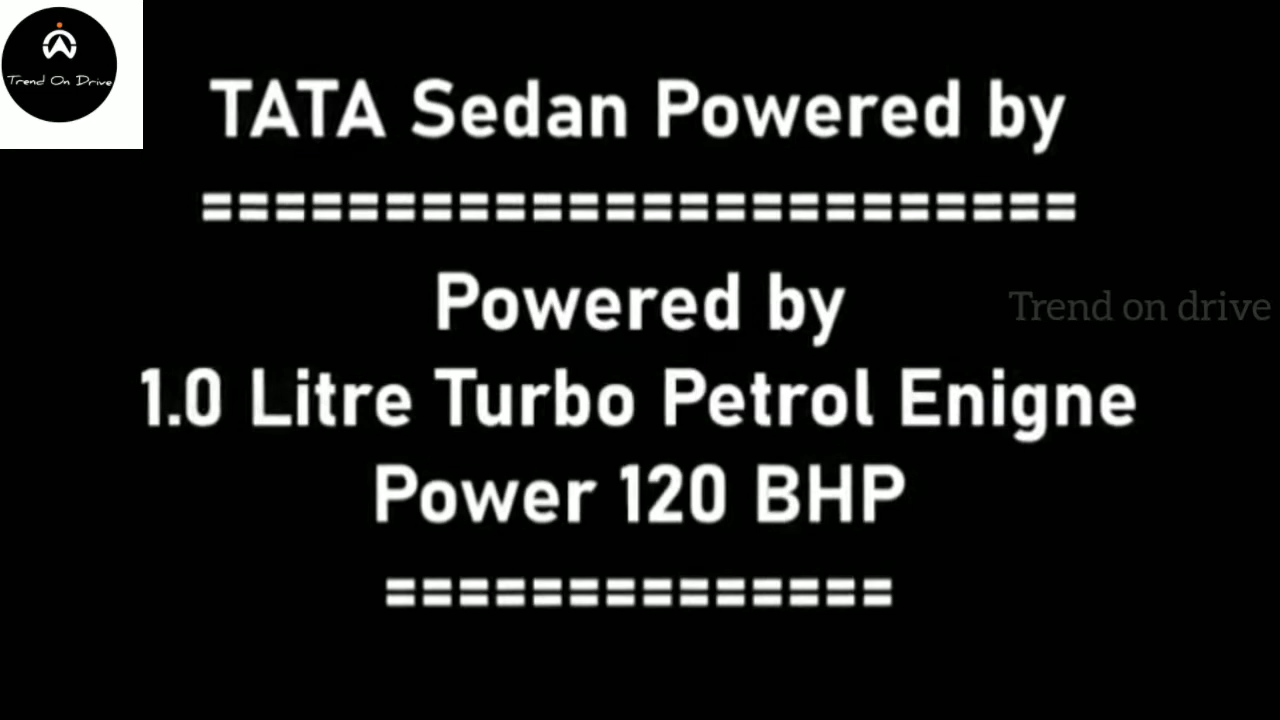 Trend On Drive
TATA Sedan Powered by
========================
Powered by
Trend on drive
1.0 Litre Turbo Petrol Enigne
Power 120 BHP
==============